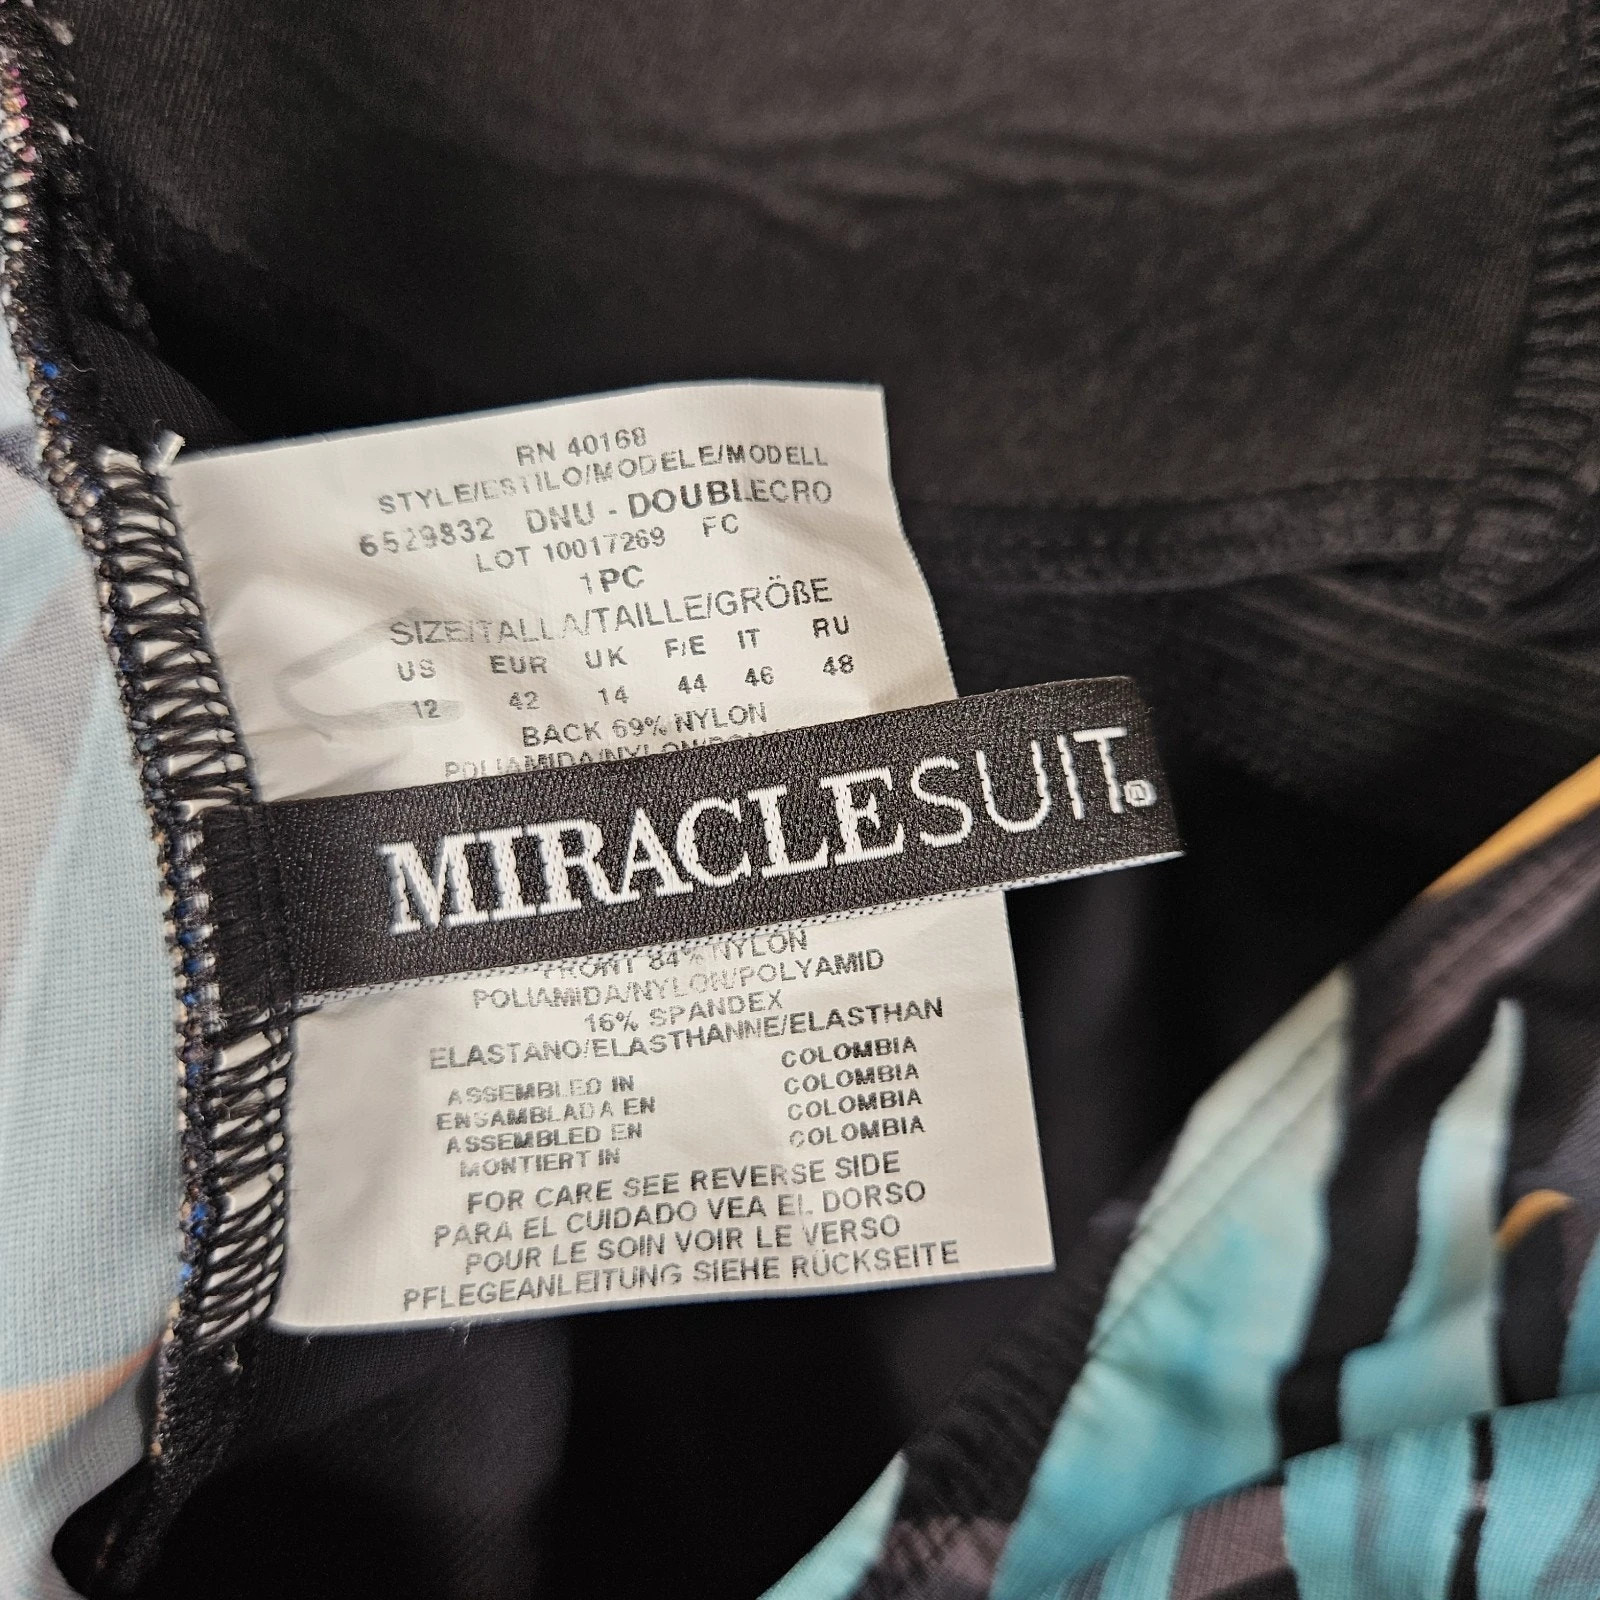 RN 40168
STYLE/ESTILO/MODELE/MODELL
6529832 DNU - DOUBLECRO
LOT 10017269 FC
1PC
SIZE/TALLA/TAILLE/GRÖßE
US EUR UK F/E IT RU
12 42 14 44 46 48
BACK 69% NYLON
POLIAMIDA/NYLON
MIRACLESUIT®
FRONT 84% NYLON
POLIAMIDA/NYLON/POLYAMID
16% SPANDEX
ELASTANO/ELASTHANNE/ELASTHAN
ASSEMBLED IN COLOMBIA
ENSAMBLADA EN COLOMBIA
ASSEMBLED EN COLOMBIA
MONTIERT IN COLOMBIA
FOR CARE SEE REVERSE SIDE
PARA EL CUIDADO VEA EL DORSO
POUR LE SOIN VOIR LE VERSO
PFLEGEANLEITUNG SIEHE RÜCKSEITE